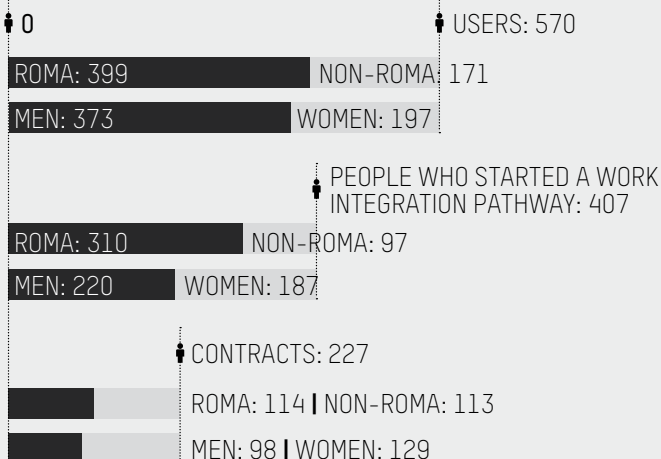 0
USERS: 570
ROMA: 399 NON-ROMA: 171
MEN: 373 WOMEN: 197
PEOPLE WHO STARTED A WORK
INTEGRATION PATHWAY: 407
ROMA: 310 NON-ROMA: 97
MEN: 220 WOMEN: 187
CONTRACTS: 227
ROMA: 114 | NON-ROMA: 113
MEN: 98 | WOMEN: 129